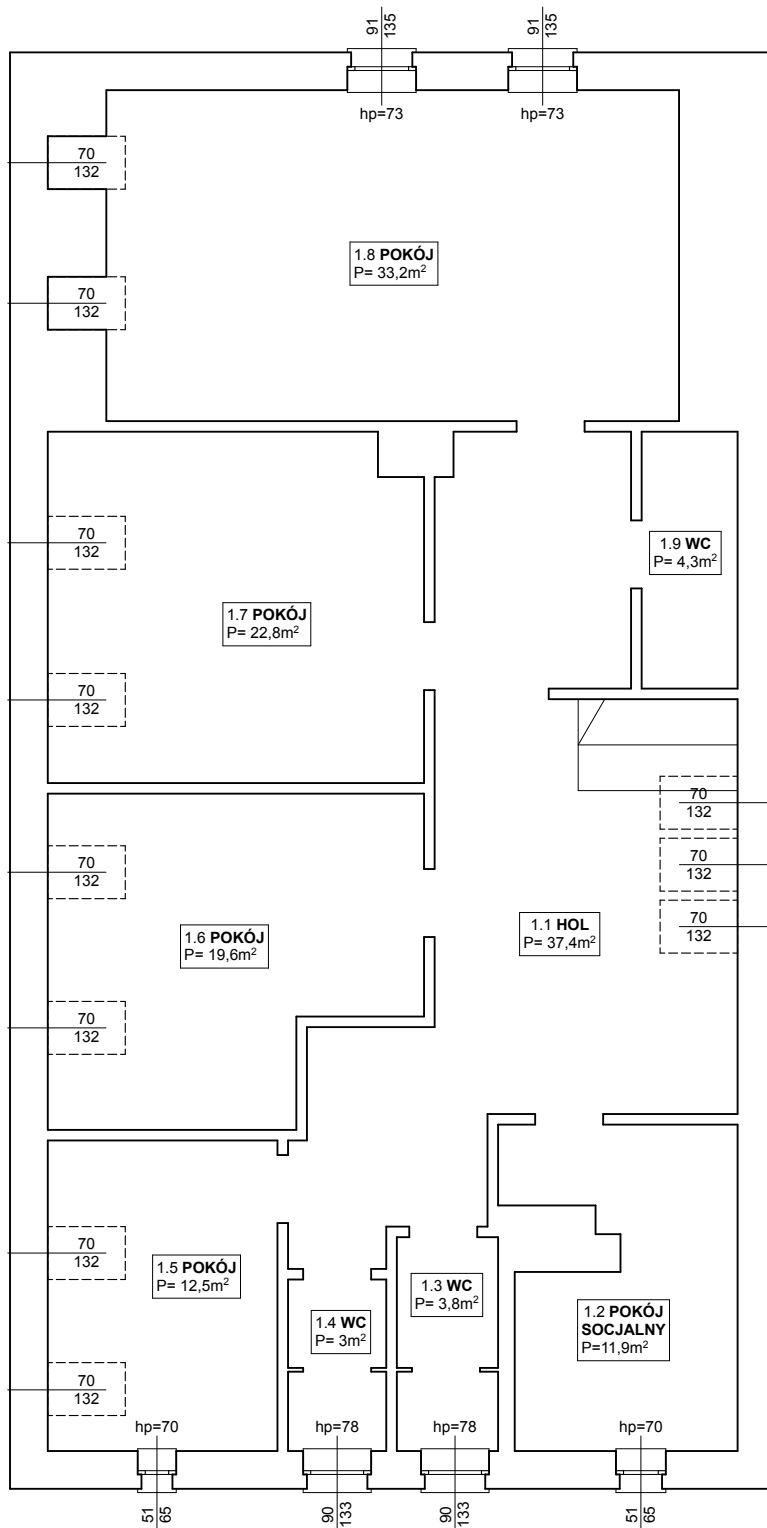 91
135
91
135
hp=73
hp=73
70
132
1.8 POKÓJ
P= 33,2m²
70
132
70
132
1.9 WC
P= 4,3m²
1.7 POKÓJ
P= 22,8m²
70
132
70
132
70
132
70
132
1.1 HOL
P= 37,4m²
70
132
1.6 POKÓJ
P= 19,6m²
70
132
70
132
1.5 POKÓJ
P= 12,5m²
1.3 WC
P= 3,8m²
1.4 WC
P= 3m²
1.2 POKÓJ
SOCJALNY
P=11,9m²
70
132
hp=70
hp=78
hp=78
hp=70
51
65
90
133
90
133
51
65